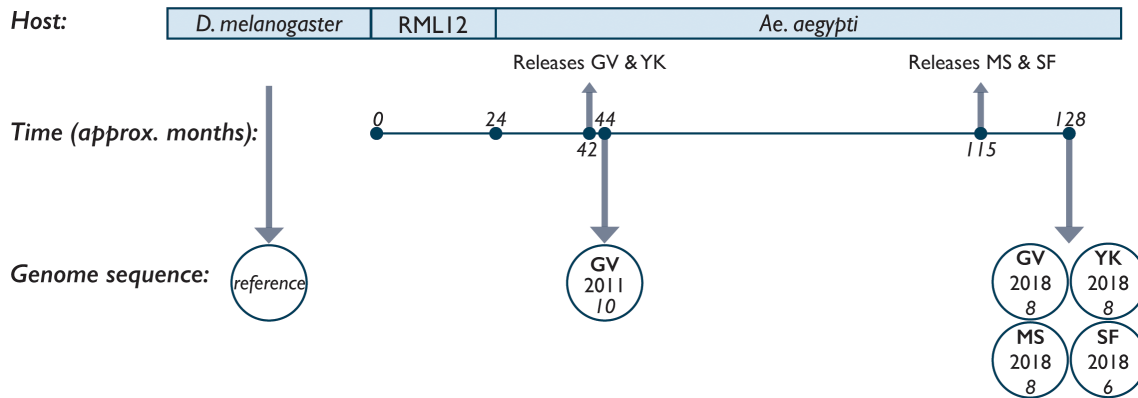 Host:
D. melanogaster
RML12
Ae. aegypti
Releases GV & YK
Releases MS & SF
Time (approx. months):
0
24
42
44
115
128
Genome sequence:
reference
GV
2011
10
GV
2018
8
YK
2018
8
MS
2018
8
SF
2018
6